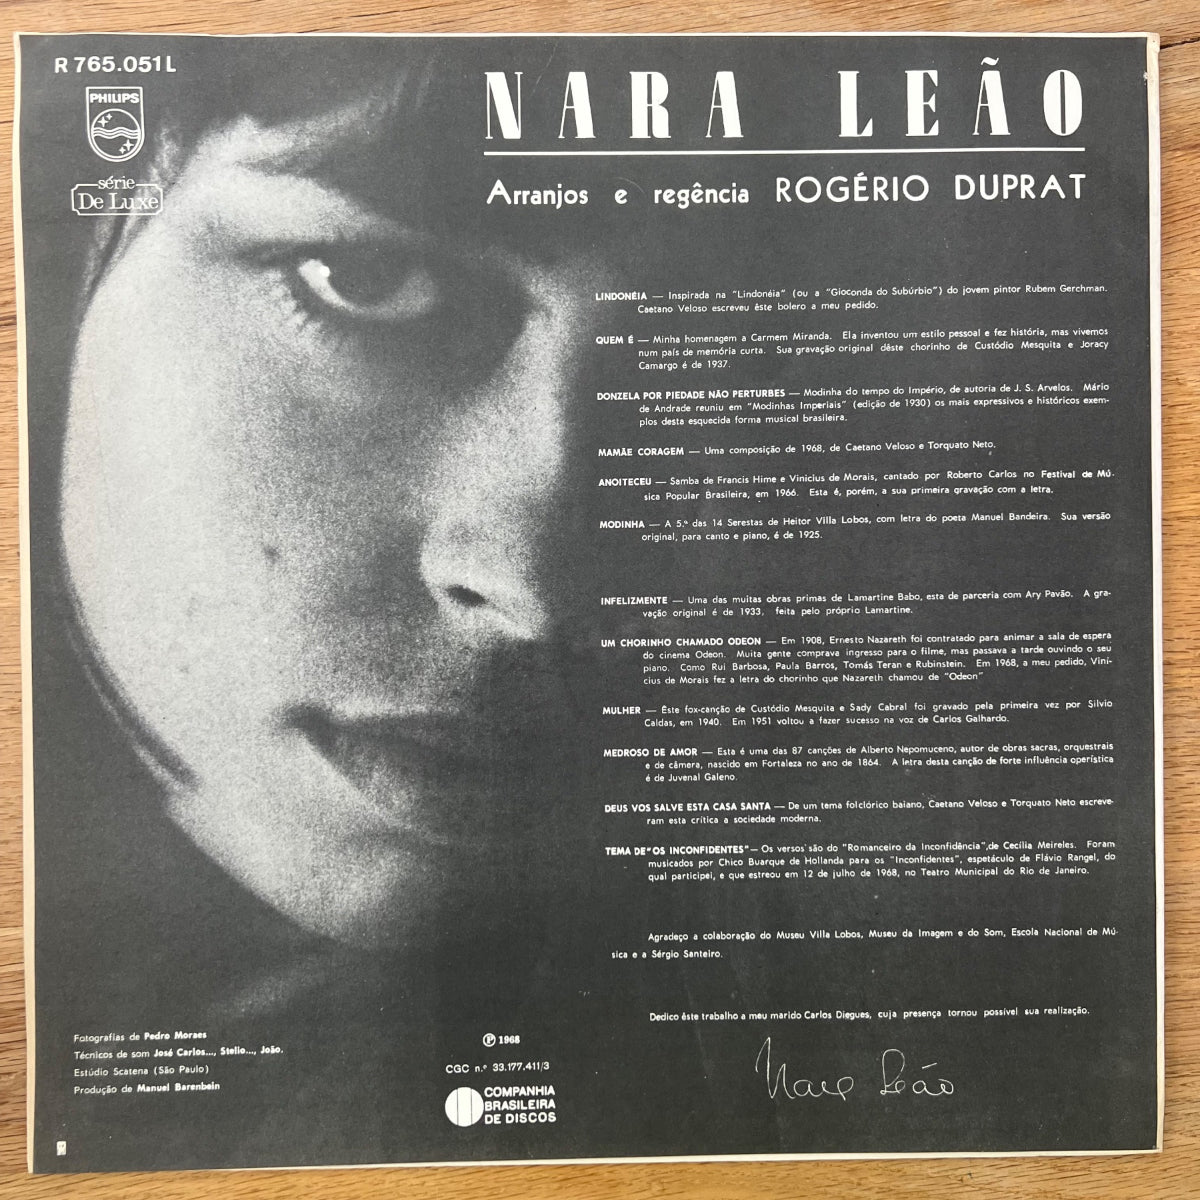 R 765.051 L
PHILIPS
série
De Luxe
NARA LEÃO
Arranjos e regência ROGÉRIO DUPRAT
LINDONÉIA — Inspirada na "Lindonéia" (ou a "Gioconda do Subúrbio") do jovem pintor Rubem Gerchman.
Caetano Veloso escreveu êste bolero a meu pedido.
QUEM É — Minha homenagem a Carmem Miranda. Ela inventou um estilo pessoal e fez história, mas vivemos
num país de memória curta. Sua gravação original dêste chorinho de Custódio Mesquita e Joracy
Camargo é de 1937.
DONZELA POR PIEDADE NÃO PERTURBES — Modinha do tempo do Império, de autoria de J. S. Arvelos. Mário
de Andrade reuniu em "Modinhas Imperiais" (edição de 1930) os mais expressivos e históricos exem-
plos desta esquecida forma musical brasileira.
MAMÃE CORAGEM — Uma composição de 1968, de Caetano Veloso e Torquato Neto.
ANOITECEU — Samba de Francis Hime e Vinicius de Morais, cantado por Roberto Carlos no Festival de Mú-
sica Popular Brasileira, em 1966. Esta é, porém, a sua primeira gravação com a letra.
MODINHA — A 5.ª das 14 Serestas de Heitor Villa Lobos, com letra do poeta Manuel Bandeira. Sua versão
original, para canto e piano, é de 1925.
INFELIZMENTE — Uma das muitas obras primas de Lamartine Babo, esta de parceria com Ary Pavão. A gra-
vação original é de 1933, feita pelo próprio Lamartine.
UM CHORINHO CHAMADO ODEON — Em 1908, Ernesto Nazareth foi contratado para animar a sala de espera
do cinema Odeon. Muita gente comprava ingresso para o filme, mas passava a tarde ouvindo o seu
piano. Como Rui Barbosa, Paula Barros, Tomás Teran e Rubinstein. Em 1968, a meu pedido, Viní-
cius de Morais fez a letra do chorinho que Nazareth chamou de "Odeon"
MULHER — Êste fox-canção de Custódio Mesquita e Sady Cabral foi gravado pela primeira vez por Silvio
Caldas, em 1940. Em 1951 voltou a fazer sucesso na voz de Carlos Galhardo.
MEDROSO DE AMOR — Esta é uma das 87 canções de Alberto Nepomuceno, autor de obras sacras, orquestrais
e de câmera, nascido em Fortaleza no ano de 1864. A letra desta canção de forte influência operística
é de Juvenal Galeno.
DEUS VOS SALVE ESTA CASA SANTA — De um tema folclórico baiano, Caetano Veloso e Torquato Neto escreve-
ram esta crítica a sociedade moderna.
TEMA DE "OS INCONFIDENTES" — Os versos são do "Romanceiro da Inconfidência", de Cecília Meireles. Foram
musicados por Chico Buarque de Hollanda para os "Inconfidentes", espetáculo de Flávio Rangel, do
qual participei, e que estreou em 12 de julho de 1968, no Teatro Municipal do Rio de Janeiro.
Agradeço a colaboração do Museu Villa Lobos, Museu da Imagem e do Som, Escola Nacional de Mú-
sica e a Sérgio Santeiro.
Dedico êste trabalho a meu marido Carlos Diegues, cuja presença tornou possível sua realização.
Nara Leão
Fotografias de Pedro Moraes
Técnicos de som José Carlos..., Stelio..., João.
Estúdio Scatena (São Paulo)
Produção de Manuel Barenbein
℗ 1968
CGC n.º 33.177.411/3
COMPANHIA
BRASILEIRA
DE DISCOS